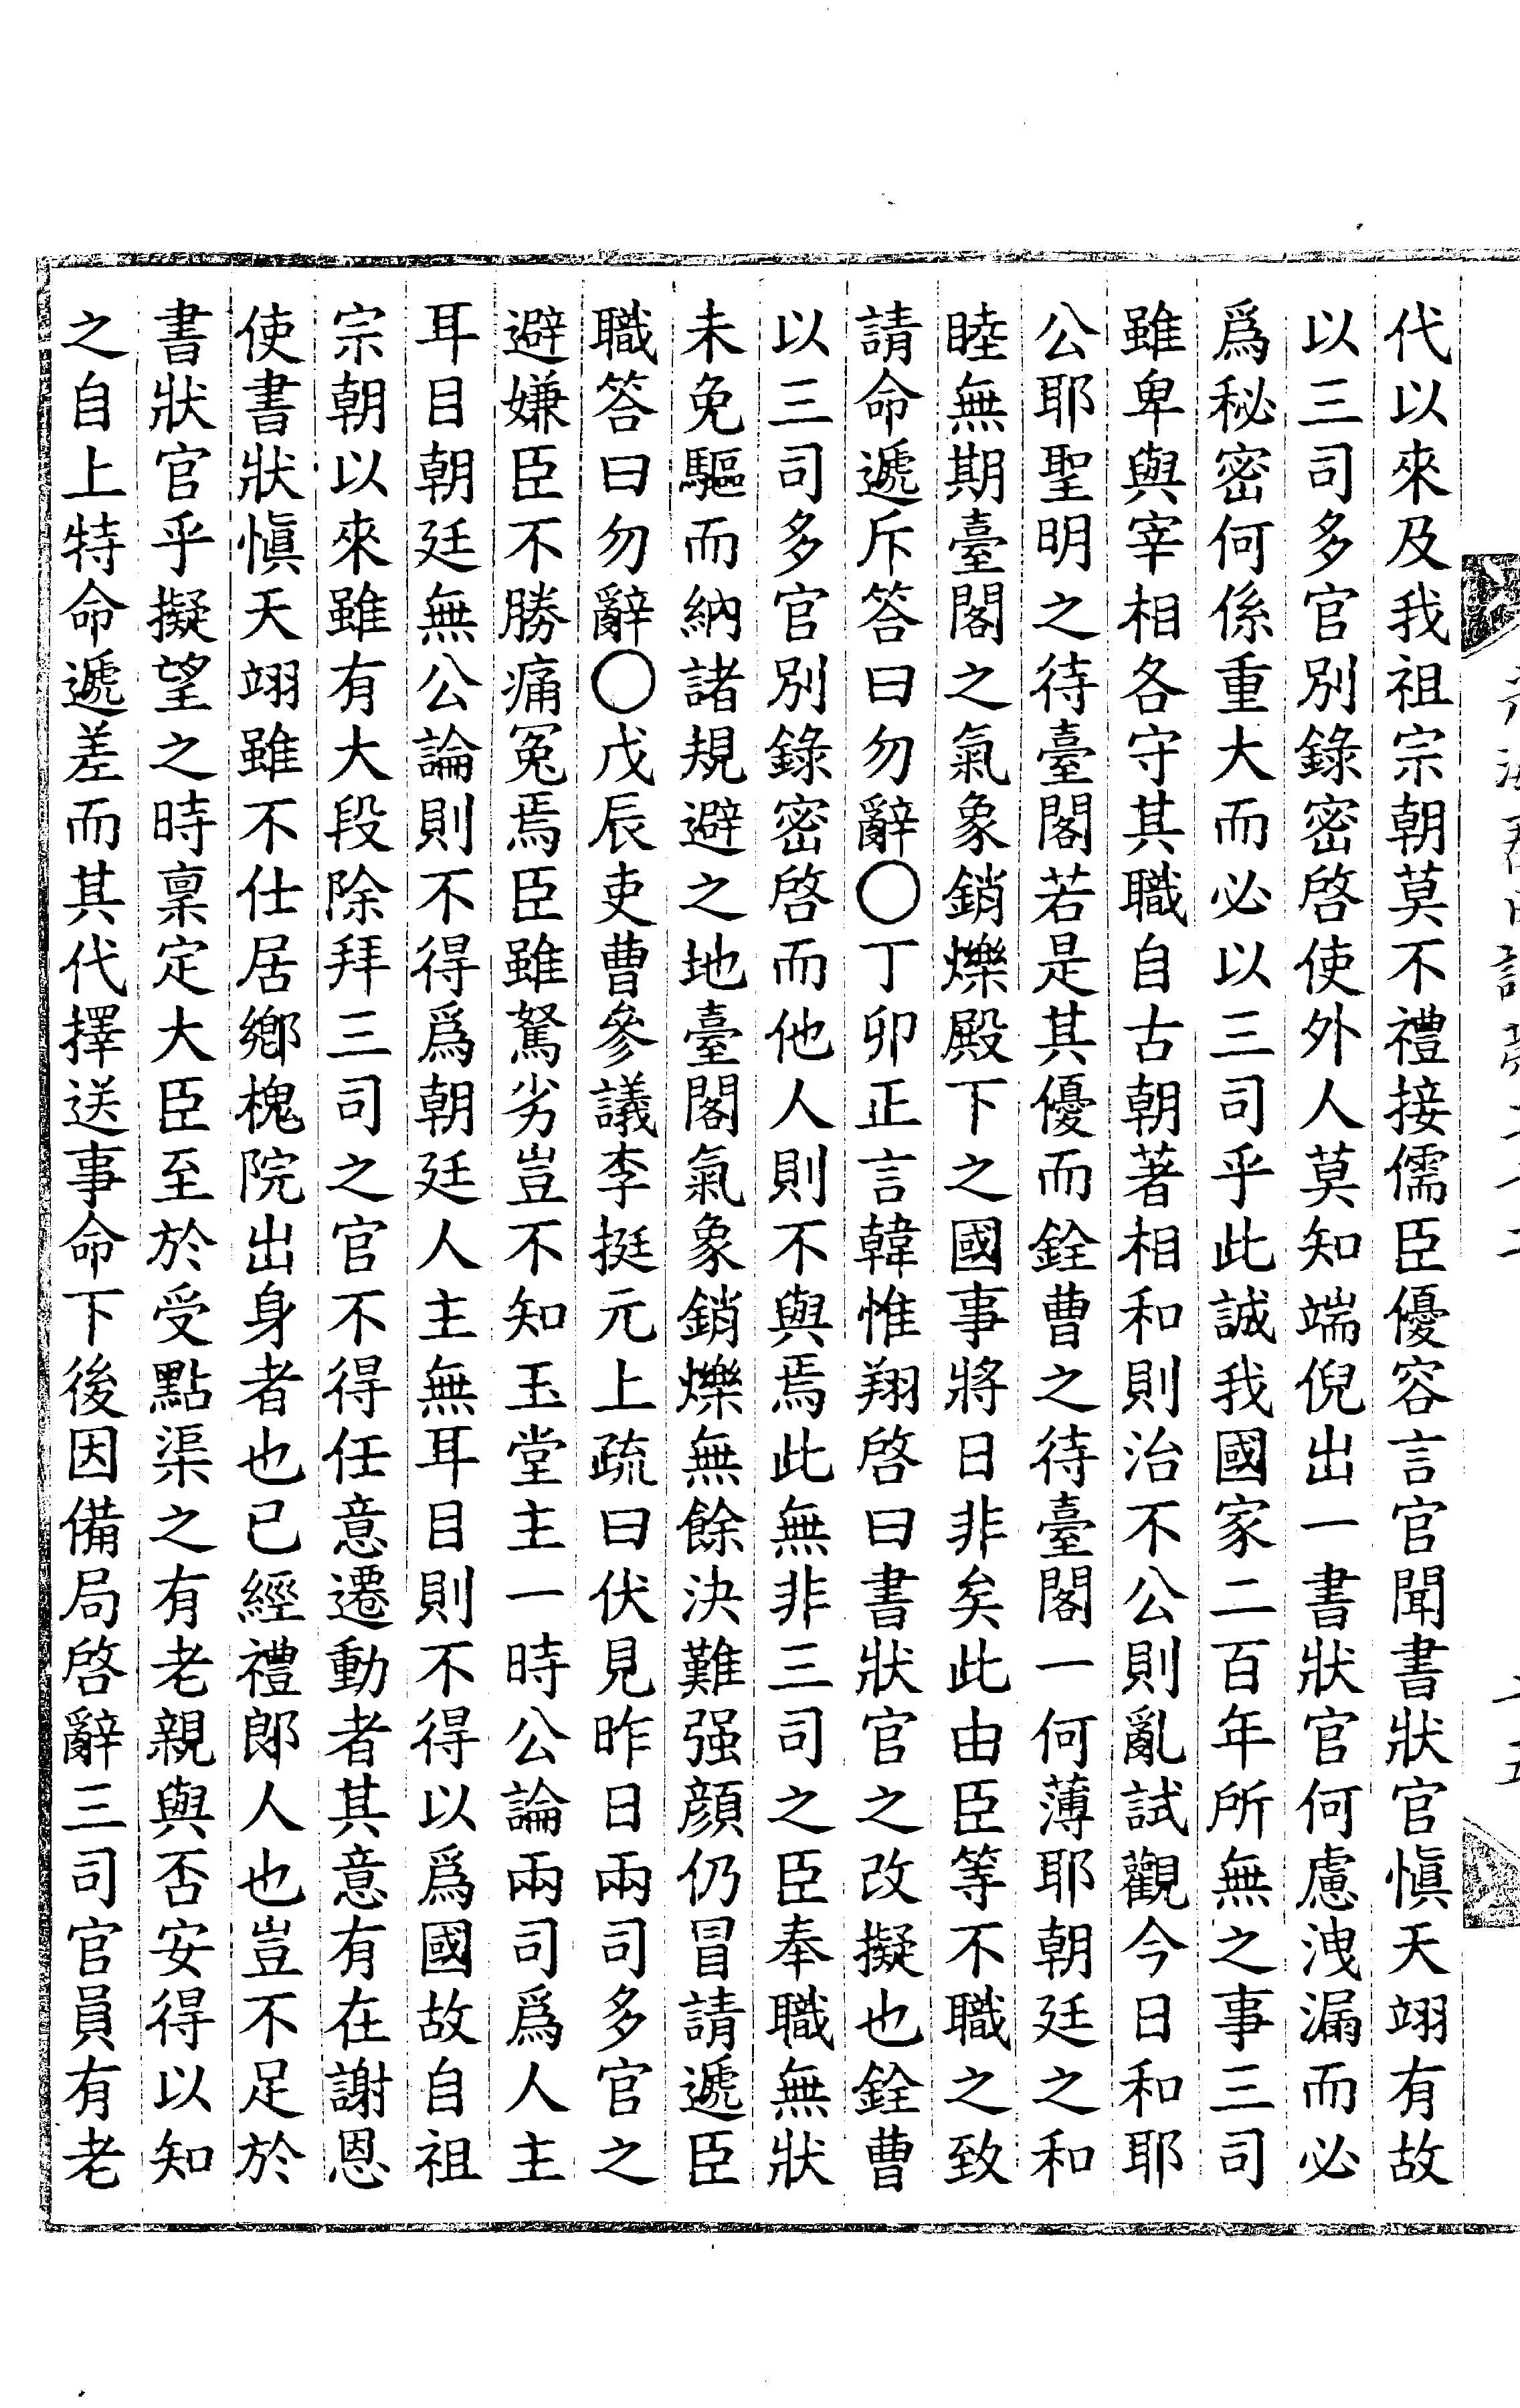 代以來及我祖宗朝莫不禮接儒臣優容言官聞書狀官愼天翊有故
以三司多官別錄密啓使外人莫知端倪出一書狀官何慮洩漏而必
爲秘密何係重大而必以三司乎此誠我國家二百年所無之事三司
雖卑與宰相各守其職自古朝著相和則治不公則亂試觀今日和耶
公耶聖明之待臺閣若是其優而銓曹之待臺閣一何薄耶朝廷之和
睦無期臺閣之氣象銷爍殿下之國事將日非矣此由臣等不職之致
請命遞斥答曰勿辭〇丁卯正言韓惟翔啓曰書狀官之改擬也銓曹
以三司多官別錄密啓而他人則不與焉此無非三司之臣奉職無狀
未免驅而納諸規避之地臺閣氣象銷爍無餘決難强顔仍冒請遞臣
職答曰勿辭〇戊辰吏曹參議李挺元上疏曰伏見昨日兩司多官之
避嫌臣不勝痛冤焉臣雖駑劣豈不知玉堂主一時公論兩司爲人主
耳目朝廷無公論則不得爲朝廷人主無耳目則不得以爲國故自祖
宗朝以來雖有大段除拜三司之官不得任意遷動者其意有在謝恩
使書狀愼天翊雖不仕居鄕槐院出身者也已經禮郎人也豈不足於
書狀官乎擬望之時稟定大臣至於受點渠之有老親與否安得以知
之自上特命遞差而其代擇送事命下後因備局啓辭三司官員有老